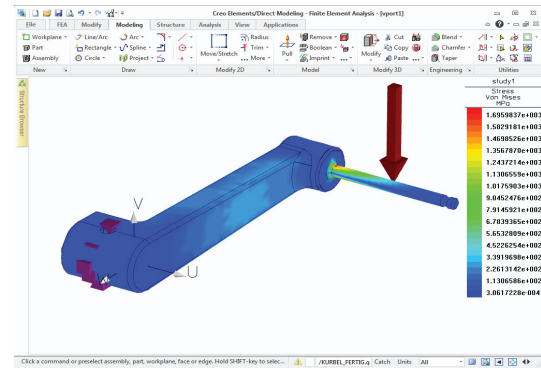 Creo Elements/Direct Modeling - Finite Element Analysis - [vport1]
File FEA Modify Modeling Structure Analysis View Applications
Workplane Line/Arc Arc Radius Remove Cut Blend
Part Rectangle Spline Move/Stretch Trim Pull Boolean Modify Copy Chamfer
Assembly Circle Project More Imprint Paste Taper
New Draw Modify 2D Model Modify 3D Engineering Utilities
Structure Browser
study1
Stress
Von Mises
MPa
1.6959837e+003
1.5829181e+003
1.4698526e+003
1.3567870e+003
1.2437214e+003
1.1306559e+003
1.0175903e+003
9.0452476e+002
7.9145921e+002
6.7839365e+002
5.6532809e+002
4.5226254e+002
3.3919698e+002
2.2613142e+002
1.1306586e+002
3.0617228e-004
V
U
W
Click a command or preselect assembly, part, workplane, face or edge. Hold SHIFT-key to selec... /KURBEL_FERTIG.q Catch Units All